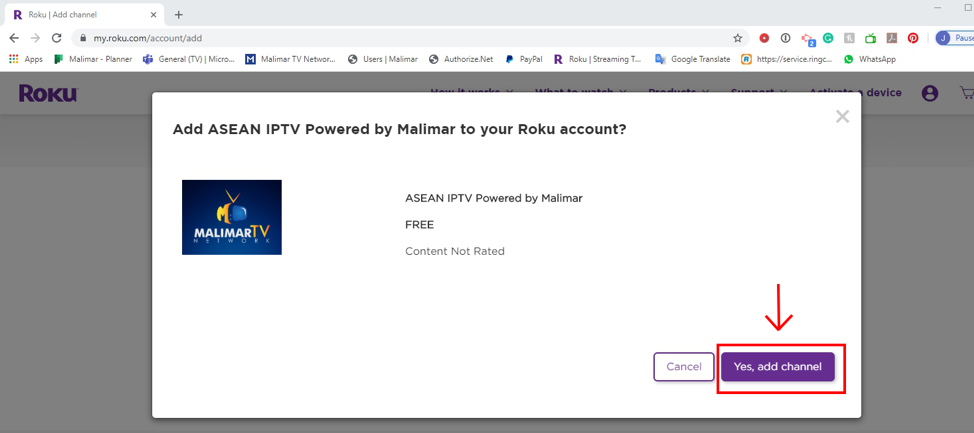 Roku | Add channel
my.roku.com/account/add
2
J
Pause
Apps
Malimar - Planner
General (TV) | Micro...
Malimar TV Networ...
Users | Malimar
Authorize.Net
PayPal
Roku | Streaming T...
Google Translate
https://service.ringc...
WhatsApp
Roku
How it works
What to watch
Products
Support
Activate a device
Add ASEAN IPTV Powered by Malimar to your Roku account?
MALIMARTV
NETWORK
ASEAN IPTV Powered by Malimar
FREE
Content Not Rated
Cancel
Yes, add channel